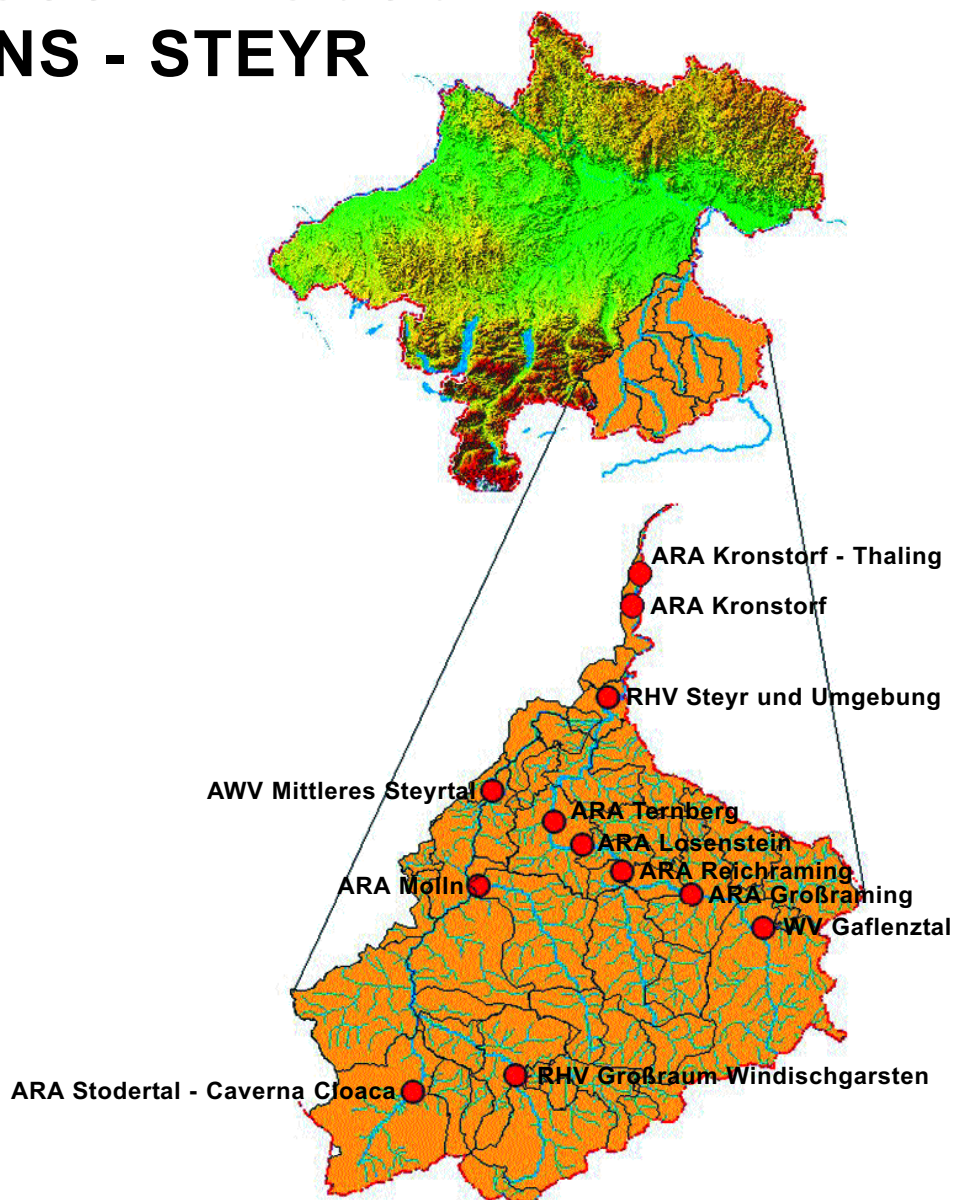 NS - STEYR
ARA Kronstorf - Thaling
ARA Kronstorf
RHV Steyr und Umgebung
AWV Mittleres Steyrtal
ARA Ternberg
ARA Losenstein
ARA Reichraming
ARA Molln
ARA Großraming
WV Gaflenztal
RHV Großraum Windischgarsten
ARA Stodertal - Caverna Cloaca